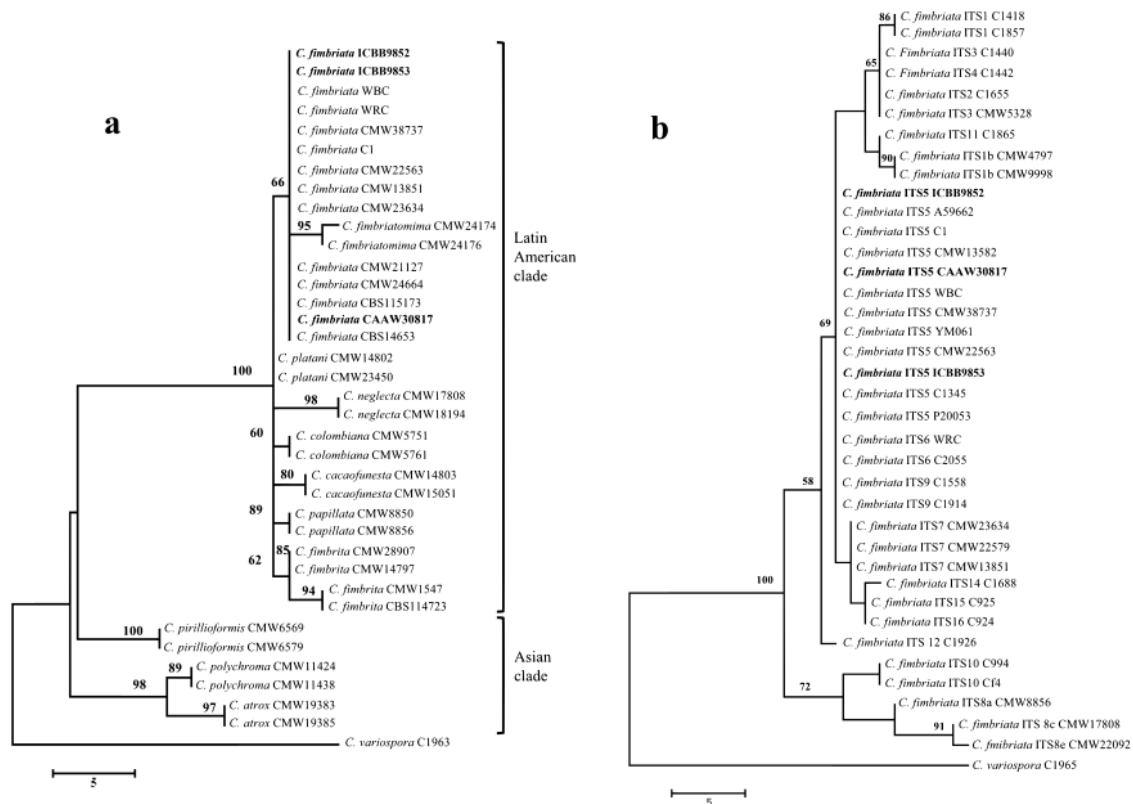 a
C. fimbriata ICBB9852
C. fimbriata ICBB9853
C. fimbriata WBC
C. fimbriata WRC
C. fimbriata CMW38737
C. fimbriata C1
C. fimbriata CMW22563
C. fimbriata CMW13851
C. fimbriata CMW23634
C. fimbriatomima CMW24174
C. fimbriatomima CMW24176
C. fimbriata CMW21127
C. fimbriata CMW24664
C. fimbriata CBS115173
C. fimbriata CAAW30817
C. fimbriata CBS14653
C. platani CMW14802
C. platani CMW23450
C. neglecta CMW17808
C. neglecta CMW18194
C. colombiana CMW5751
C. colombiana CMW5761
C. cacaofunesta CMW14803
C. cacaofunesta CMW15051
C. papillata CMW8850
C. papillata CMW8856
C. fimbrita CMW28907
C. fimbrita CMW14797
C. fimbrita CMW1547
C. fimbrita CBS114723
C. pirillioformis CMW6569
C. pirillioformis CMW6579
C. polychroma CMW11424
C. polychroma CMW11438
C. atrox CMW19383
C. atrox CMW19385
C. variospora C1963
66
95
100
98
60
80
89
85
62
94
100
89
98
97
Latin
American
clade
Asian
clade
5
b
C. fimbriata ITS1 C1418
C. fimbriata ITS1 C1857
C. Fimbriata ITS3 C1440
C. Fimbriata ITS4 C1442
C. fimbriata ITS2 C1655
C. fimbriata ITS3 CMW5328
C. fimbriata ITS11 C1865
C. fimbriata ITS1b CMW4797
C. fimbriata ITS1b CMW9998
C. fimbriata ITS5 ICBB9852
C. fimbriata ITS5 A59662
C. fimbriata ITS5 C1
C. fimbriata ITS5 CMW13582
C. fimbriata ITS5 CAAW30817
C. fimbriata ITS5 WBC
C. fimbriata ITS5 CMW38737
C. fimbriata ITS5 YM061
C. fimbriata ITS5 CMW22563
C. fimbriata ITS5 ICBB9853
C. fimbriata ITS5 C1345
C. fimbriata ITS5 P20053
C. fimbriata ITS6 WRC
C. fimbriata ITS6 C2055
C. fimbriata ITS9 C1558
C. fimbriata ITS9 C1914
C. fimbriata ITS7 CMW23634
C. fimbriata ITS7 CMW22579
C. fimbriata ITS7 CMW13851
C. fimbriata ITS14 C1688
C. fimbriata ITS15 C925
C. fimbriata ITS16 C924
C. fimbriata ITS 12 C1926
C. fimbriata ITS10 C994
C. fimbriata ITS10 Cf4
C. fimbriata ITS8a CMW8856
C. fimbriata ITS 8c CMW17808
C. fmibriata ITS8e CMW22092
C. variospora C1965
86
65
90
69
58
100
72
91
5